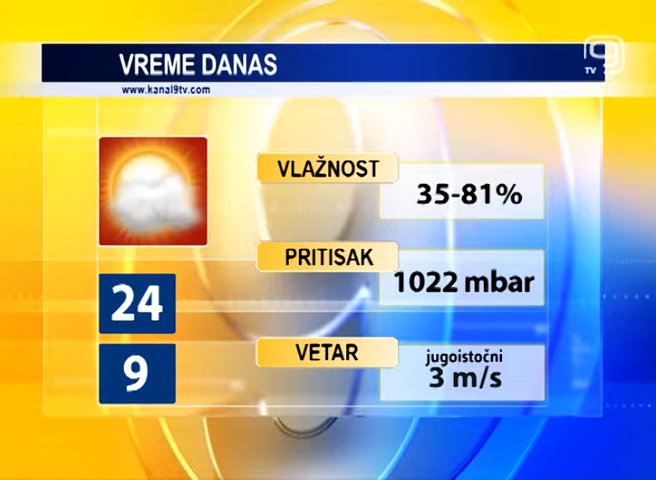 VREME DANAS
www.kanal9tv.com
9
TV
VLAŽNOST
35-81%
PRITISAK
1022 mbar
24
VETAR
jugoistočni
3 m/s
9